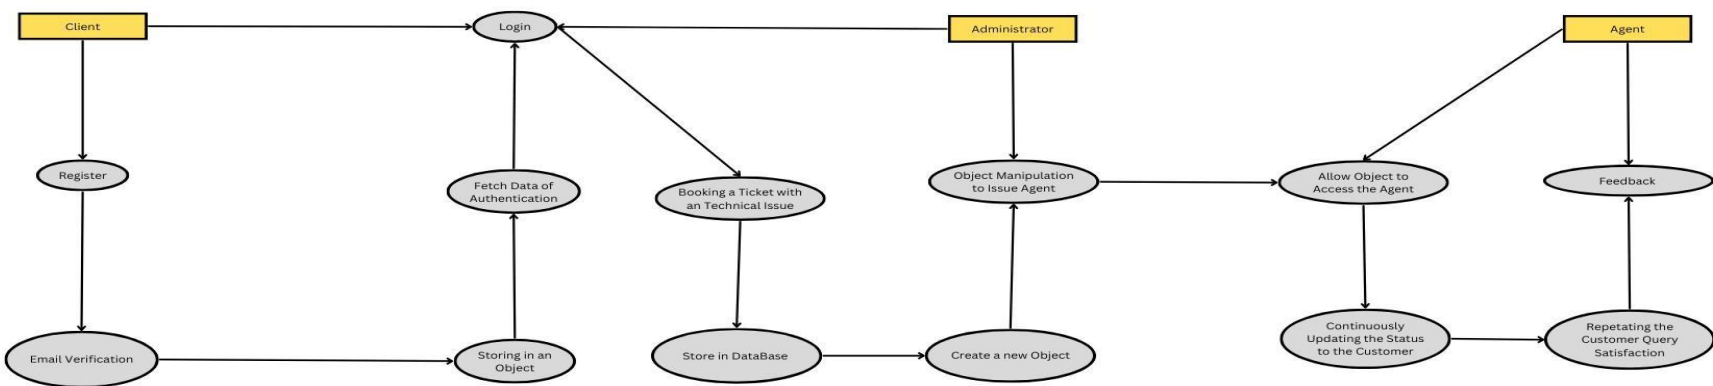 Client
Login
Administrator
Agent
Register
Fetch Data of
Authentication
Booking a Ticket with
an Technical Issue
Object Manipulation
to Issue Agent
Allow Object to
Access the Agent
Feedback
Email Verification
Storing in an
Object
Store in DataBase
Create a new Object
Continuously
Updating the Status
to the Customer
Repetating the
Customer Query
Satisfaction